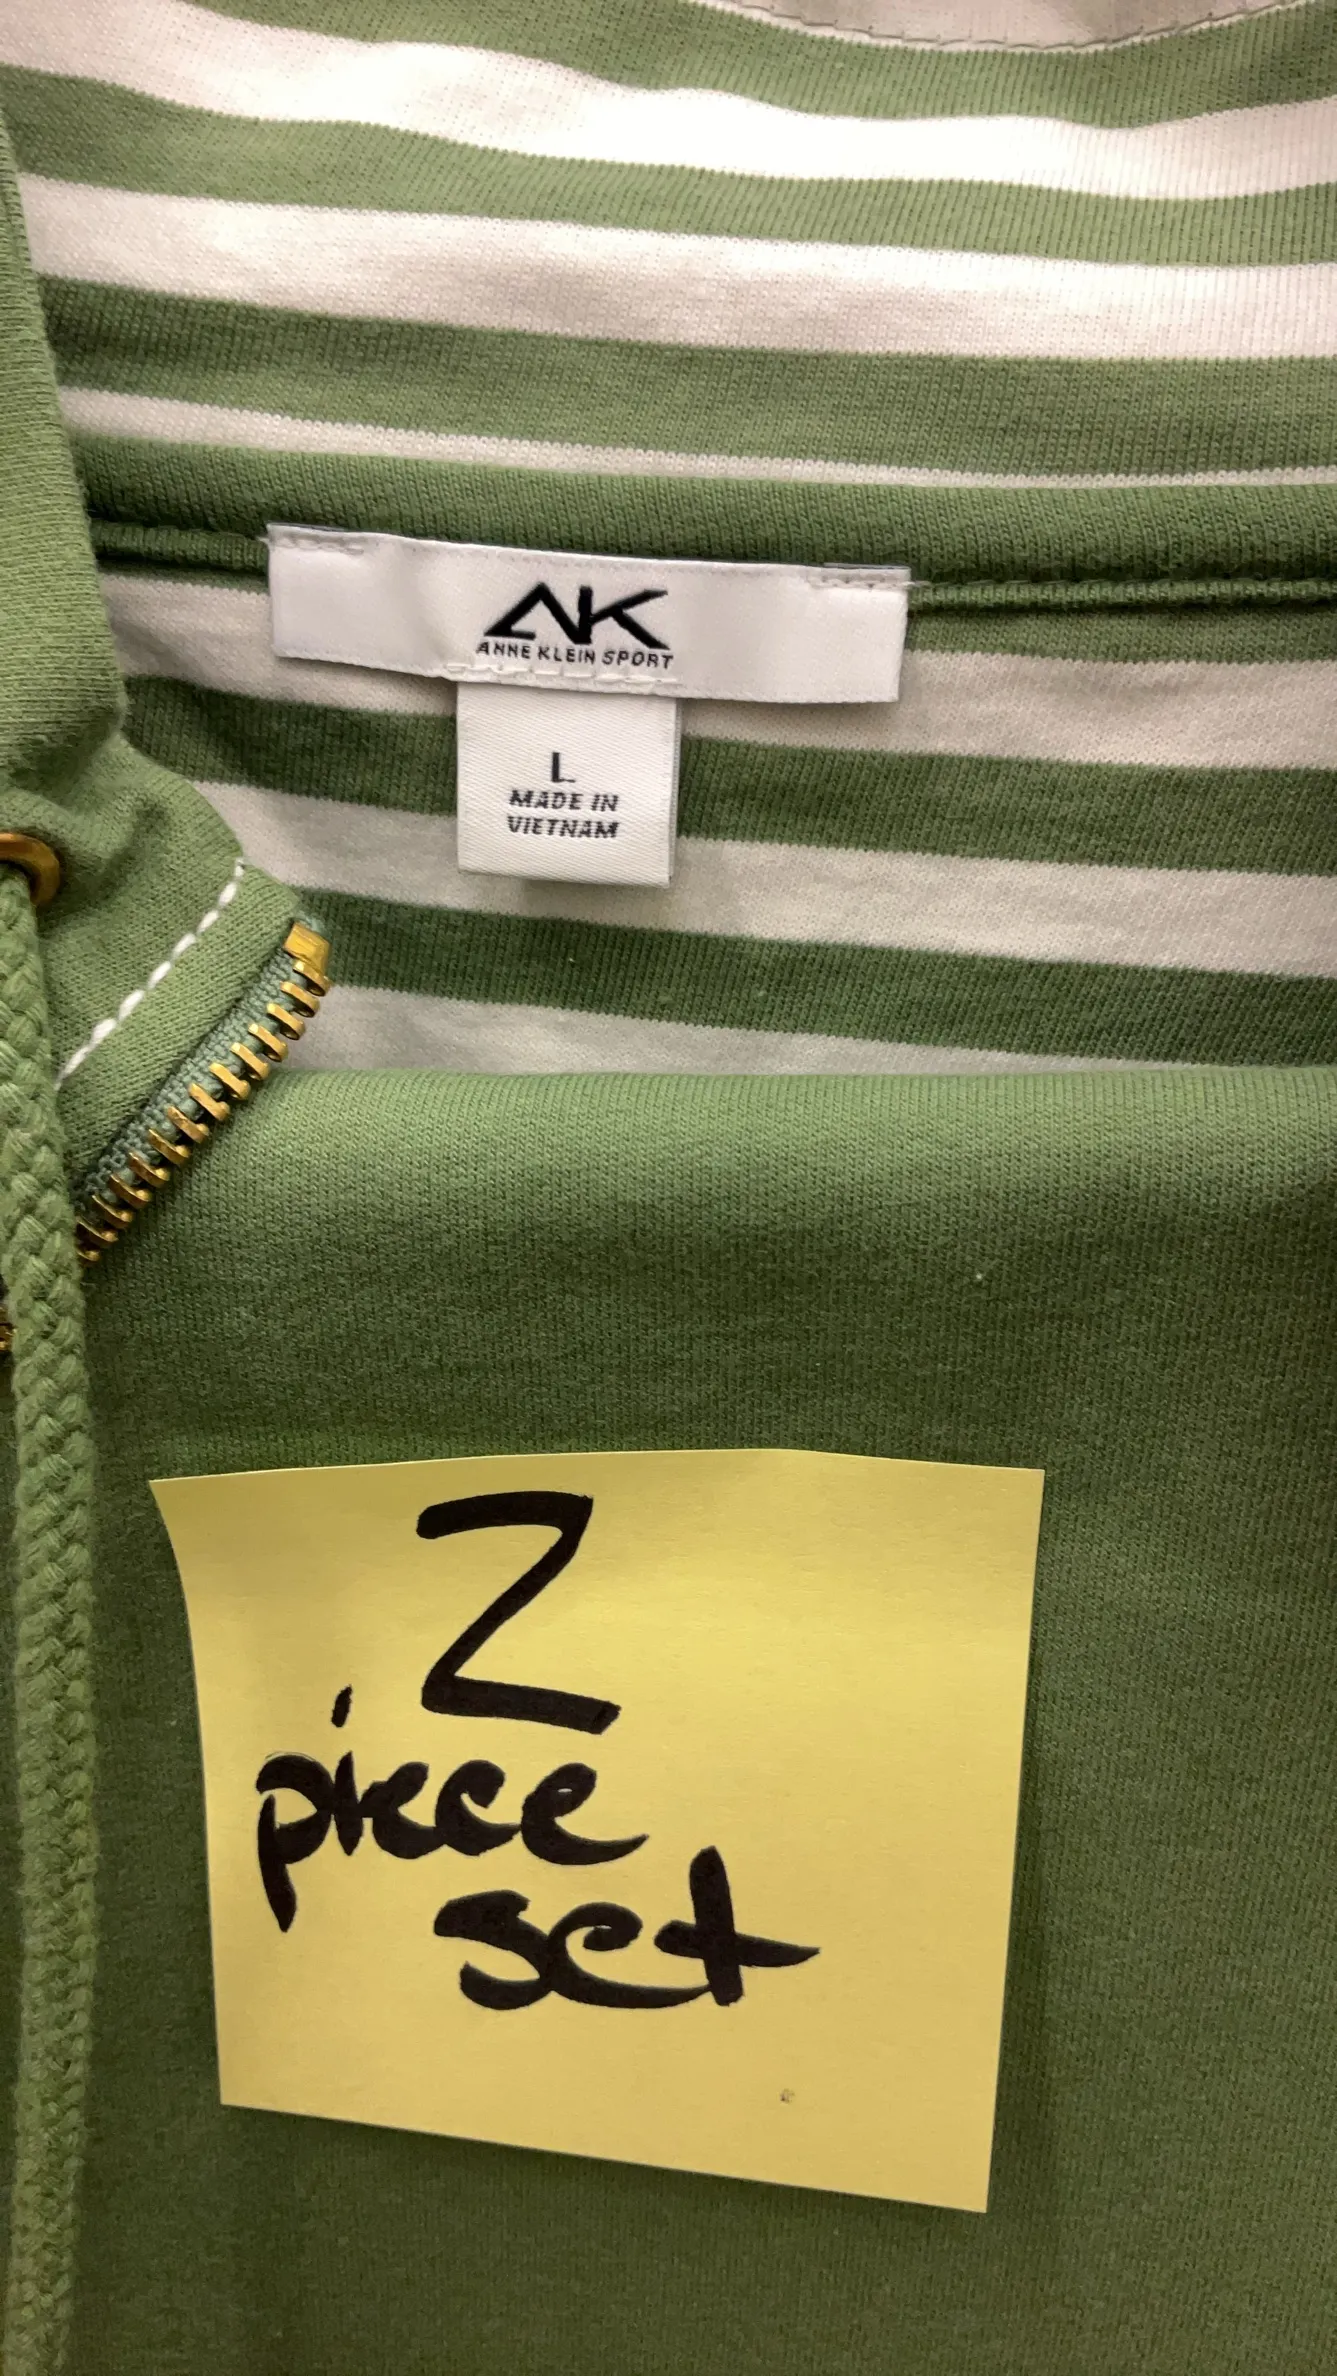 AK
ANNE KLEIN SPORT
L
MADE IN
VIETNAM
2
piece
set